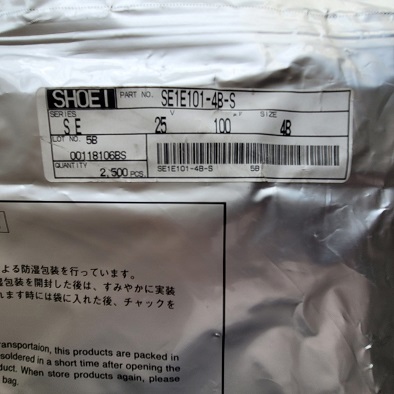 SHOEI PART NO. SE1E101-4B-S
SERIES V μF SIZE
SE 25 100 4B
LOT NO. 5B
00118106BS
QUANTITY 2,500 PCS
SE1E101-4B-S 5B
よる防湿包装を行っています。
湿包装を開封した後は、すみやかに実装
れます時には袋に入れた後、チャックを
ransportaion, this products are packed in
soldered in a short time after opening the
duct. When store products again, please
bag.